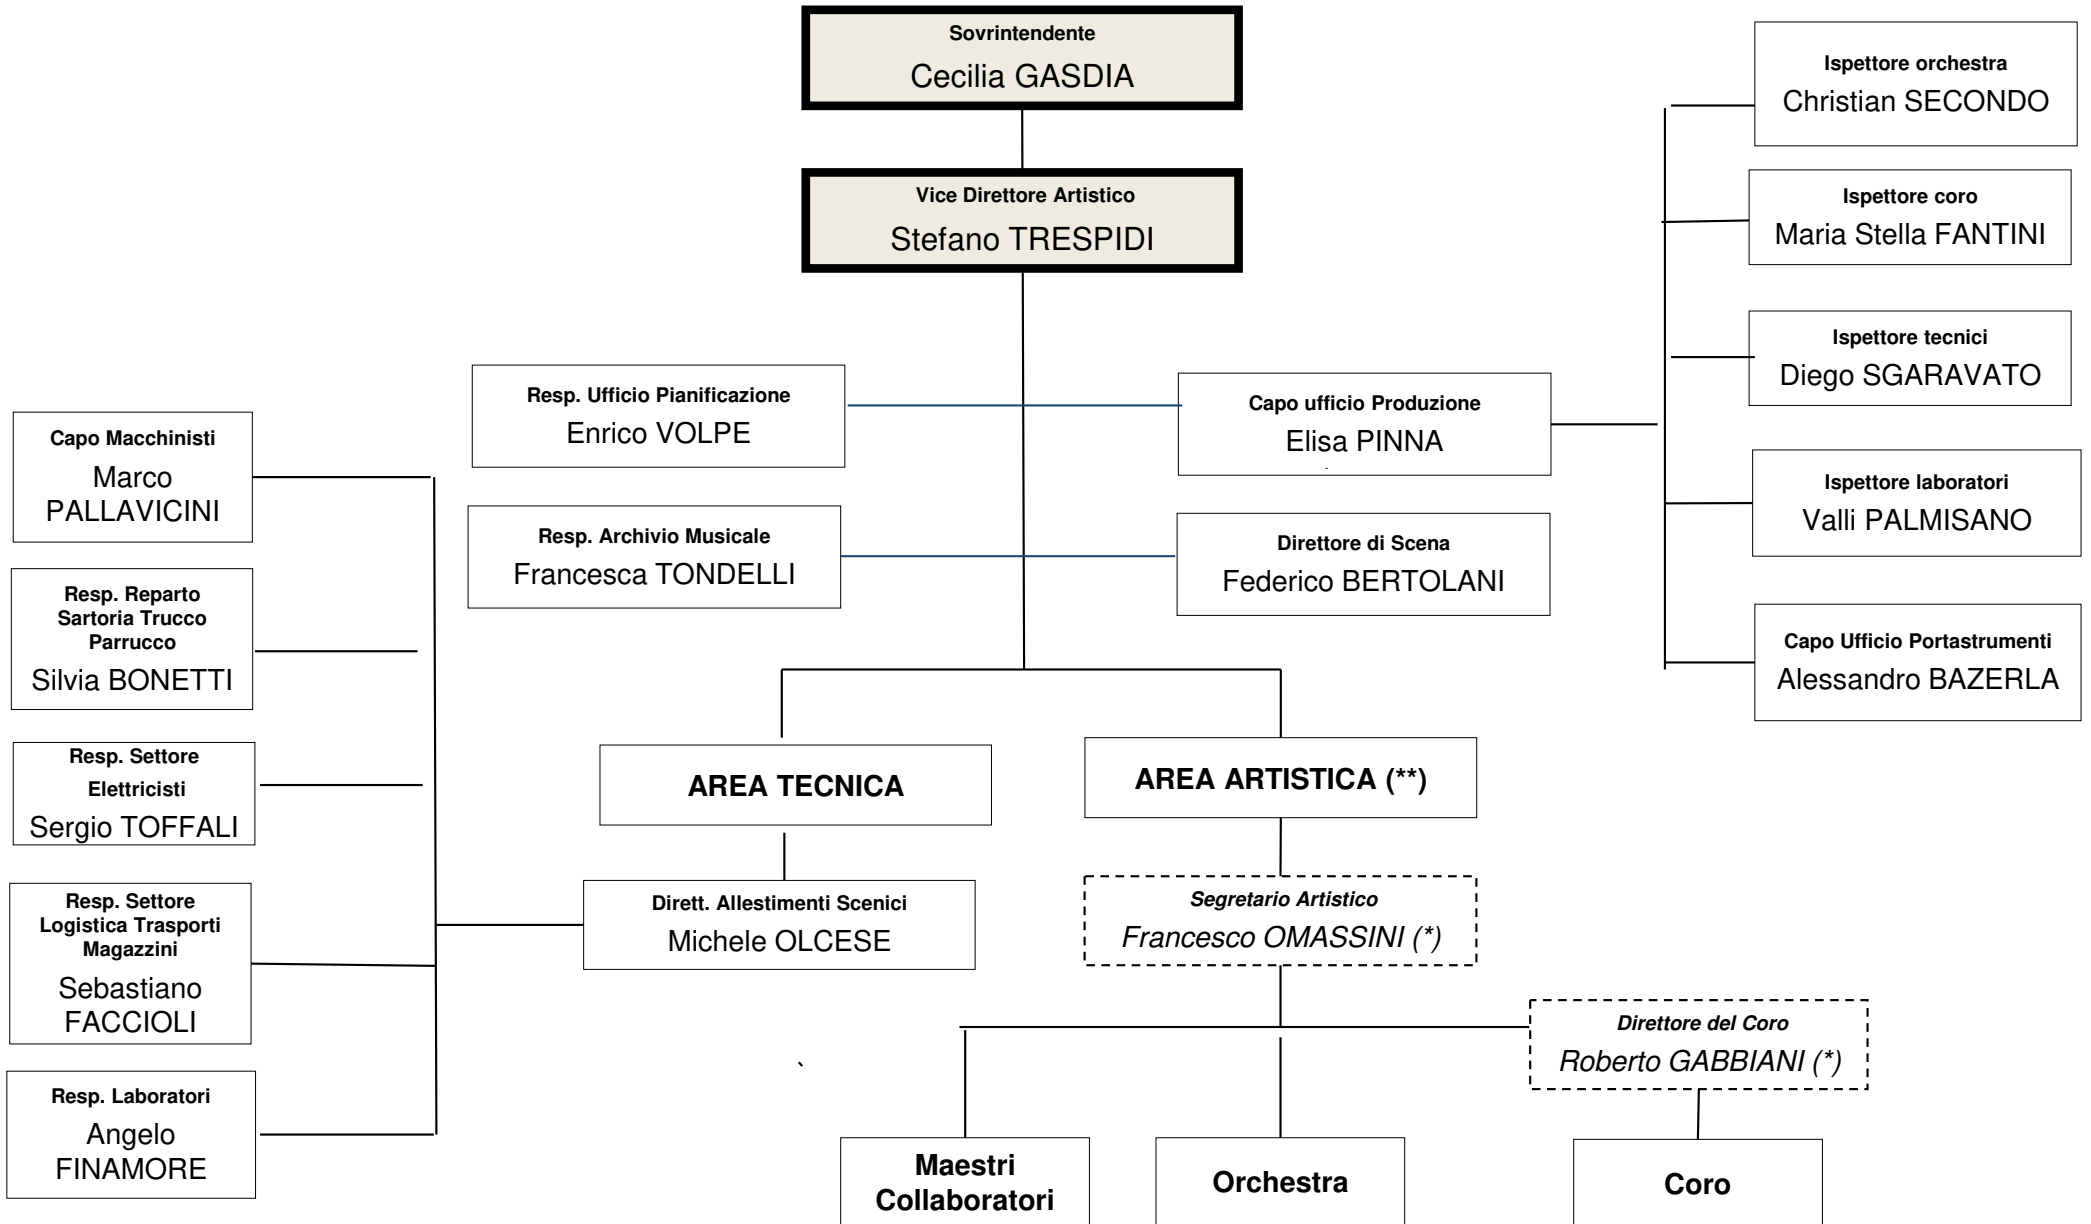 Sovrintendente
Cecilia GASDIA
Vice Direttore Artistico
Stefano TRESPIDI
Ispettore orchestra
Christian SECONDO
Ispettore coro
Maria Stella FANTINI
Ispettore tecnici
Diego SGARAVATO
Ispettore laboratori
Valli PALMISANO
Capo Ufficio Portastrumenti
Alessandro BAZERLA
Resp. Ufficio Pianificazione
Enrico VOLPE
Capo ufficio Produzione
Elisa PINNA
.
Resp. Archivio Musicale
Francesca TONDELLI
Direttore di Scena
Federico BERTOLANI
Capo Macchinisti
Marco
PALLAVICINI
Resp. Reparto
Sartoria Trucco
Parrucco
Silvia BONETTI
Resp. Settore
Elettricisti
Sergio TOFFALI
Resp. Settore
Logistica Trasporti
Magazzini
Sebastiano
FACCIOLI
Resp. Laboratori
Angelo
FINAMORE
AREA TECNICA
Dirett. Allestimenti Scenici
Michele OLCESE
AREA ARTISTICA (**)
Segretario Artistico
Francesco OMASSINI (*)
Direttore del Coro
Roberto GABBIANI (*)
`
Maestri
Collaboratori
Orchestra
Coro